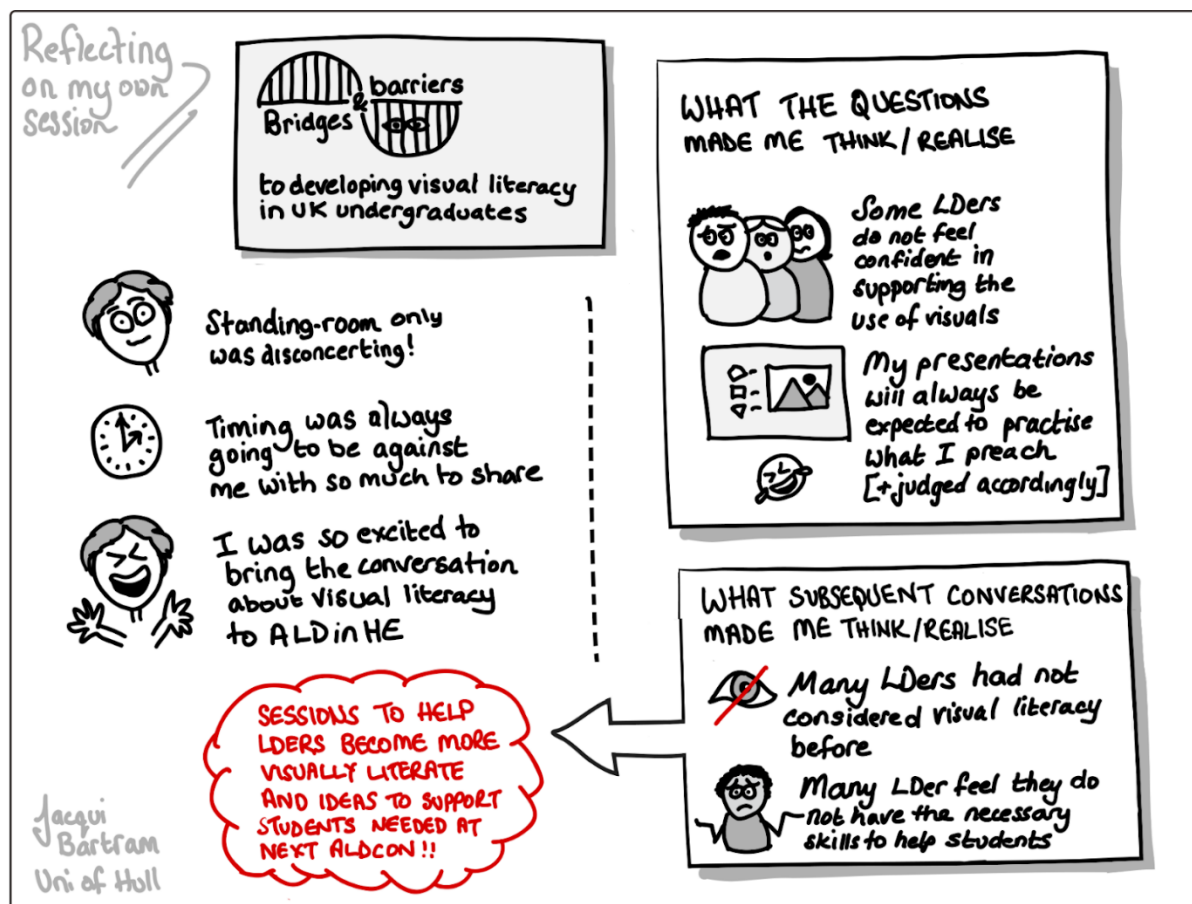 Reflecting
on my own
session
Bridges & barriers
to developing visual literacy
in UK undergraduates
Standing-room only
was disconcerting!
Timing was always
going to be against
me with so much to share
I was so excited to
bring the conversation
about visual literacy
to ALDinHE
WHAT THE QUESTIONS
MADE ME THINK/REALISE
Some LDers
do not feel
confident in
supporting the
use of visuals
My presentations
will always be
expected to practise
what I preach
[+judged accordingly]
WHAT SUBSEQUENT CONVERSATIONS
MADE ME THINK/REALISE
Many LDers had not
considered visual literacy
before
Many LDer feel they do
not have the necessary
skills to help students
SESSIONS TO HELP
LDERS BECOME MORE
VISUALLY LITERATE
AND IDEAS TO SUPPORT
STUDENTS NEEDED AT
NEXT ALDCON!!
Jacqui
Bartram
Uni of Hull